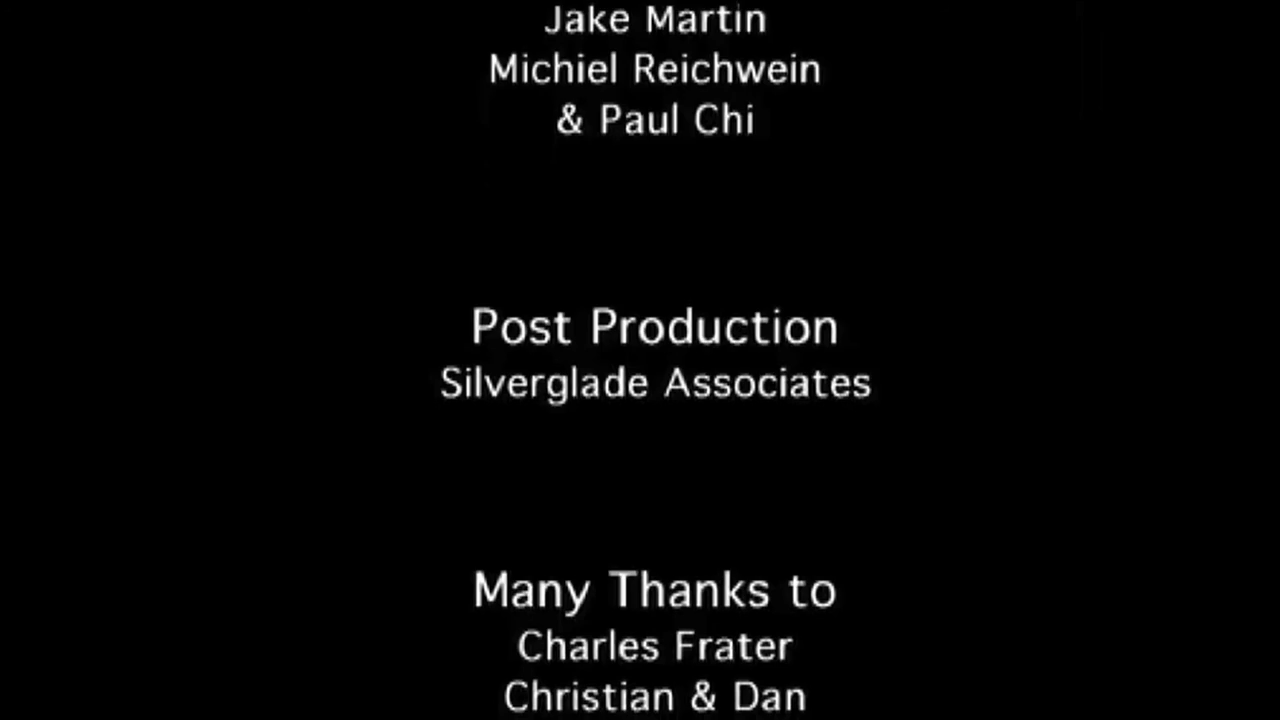 Jake Martin
Michiel Reichwein
& Paul Chi
Post Production
Silverglade Associates
Many Thanks to
Charles Frater
Christian & Dan